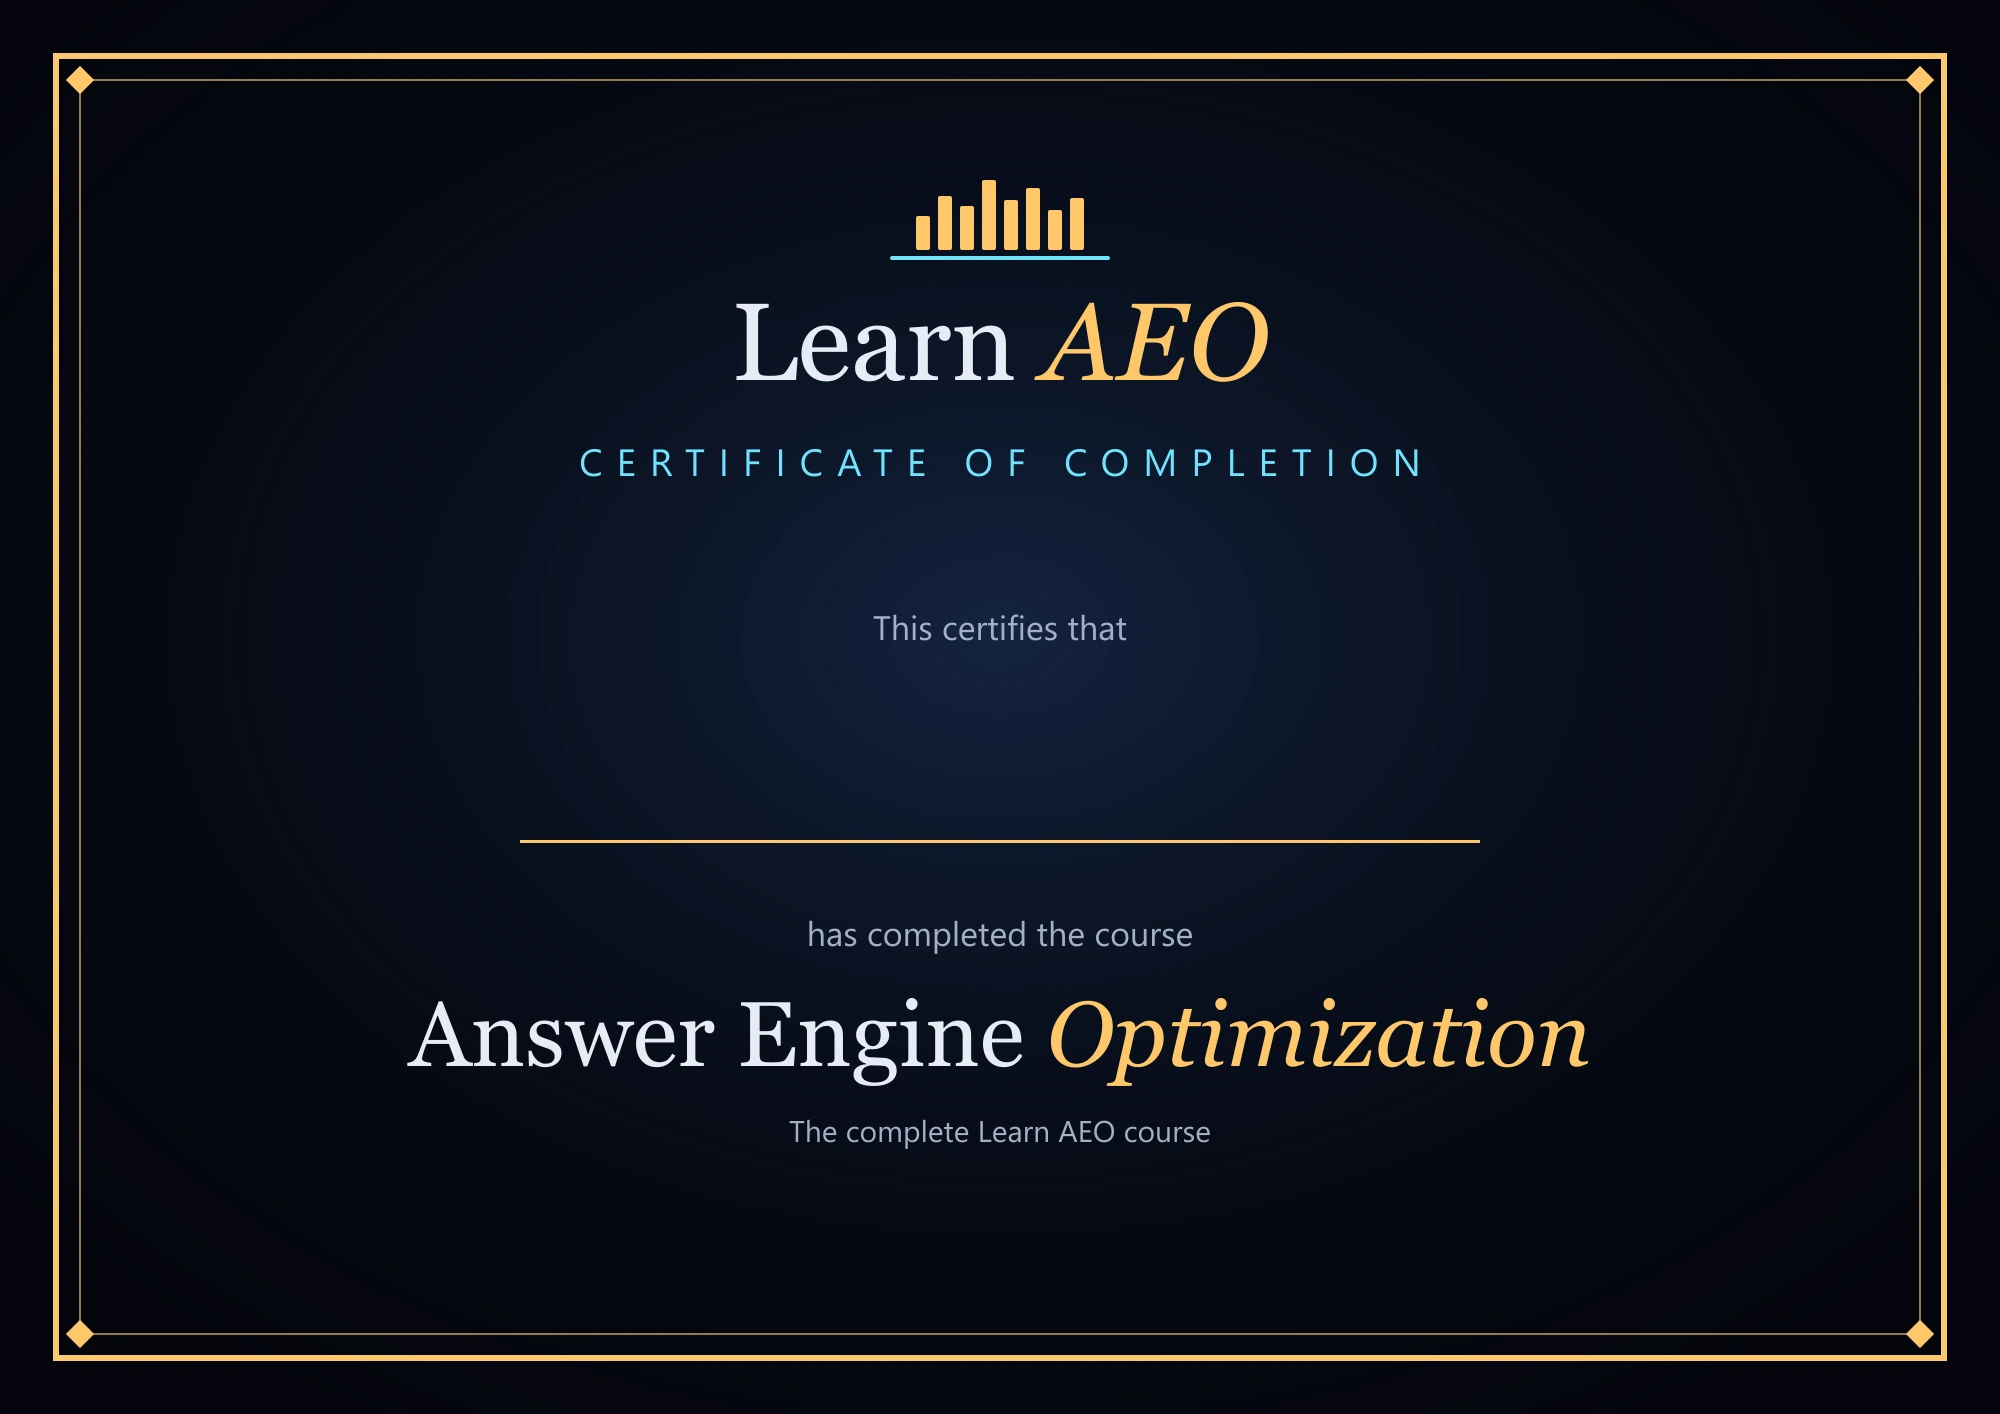 Learn AEO
CERTIFICATE OF COMPLETION
This certifies that
has completed the course
Answer Engine Optimization
The complete Learn AEO course